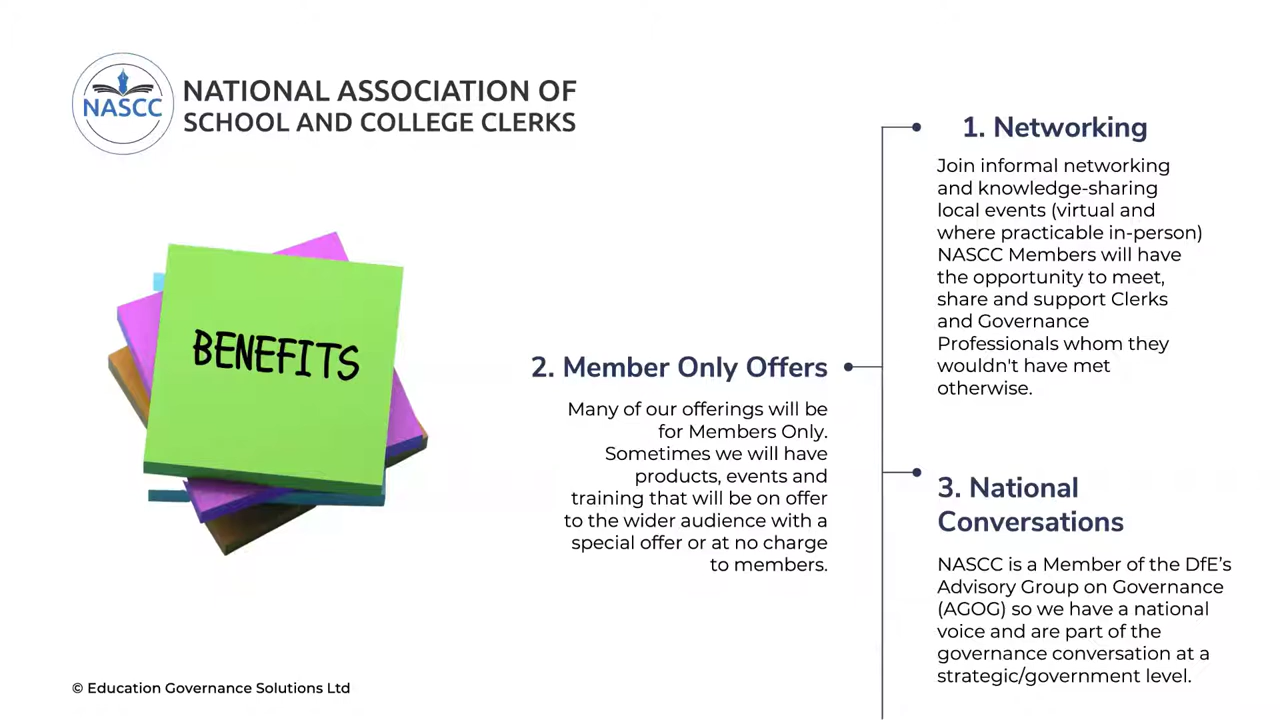 NASCC
NATIONAL ASSOCIATION OF
SCHOOL AND COLLEGE CLERKS
BENEFITS
1. Networking
Join informal networking
and knowledge-sharing
local events (virtual and
where practicable in-person)
NASCC Members will have
the opportunity to meet,
share and support Clerks
and Governance
Professionals whom they
wouldn't have met
otherwise.
2. Member Only Offers
Many of our offerings will be
for Members Only.
Sometimes we will have
products, events and
training that will be on offer
to the wider audience with a
special offer or at no charge
to members.
3. National
Conversations
NASCC is a Member of the DfE’s
Advisory Group on Governance
(AGOG) so we have a national
voice and are part of the
governance conversation at a
strategic/government level.
© Education Governance Solutions Ltd